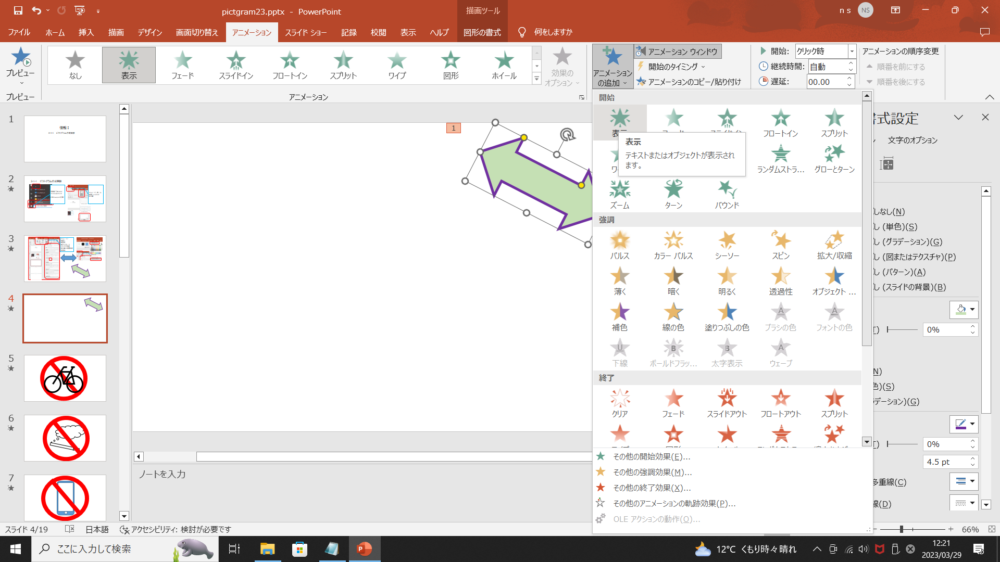 pictgram23.pptx - PowerPoint
描画ツール
n s
NS
ファイル
ホーム
挿入
描画
デザイン
画面切り替え
アニメーション
スライド ショー
記録
校閲
表示
ヘルプ
図形の書式
何をしますか
プレビュー
なし
表示
フェード
スライドイン
フロートイン
スプリット
ワイプ
図形
ホイール
効果の
オプション
アニメーション
の追加
アニメーション ウィンドウ
開始のタイミング
アニメーションのコピー/貼り付け
開始:
クリック時
継続時間:
自動
遅延:
00.00
アニメーションの順序変更
順番を前にする
順番を後にする
プレビュー
アニメーション
1
情報 I
2
3
4
5
6
7
1
開始
表示
フロートイン
スプリット
表示
テキストまたはオブジェクトが表示され
ます。
ランダムストラ...
グローとターン
ズーム
ターン
バウンド
強調
パルス
カラー パルス
シーソー
スピン
拡大/収縮
薄く
暗く
明るく
透過性
オブジェクト ...
補色
線の色
塗りつぶしの色
ブラシの色
フォントの色
下線
ボールドフラッ...
太字表示
ウェーブ
終了
クリア
フェード
スライドアウト
フロートアウト
スプリット
その他の開始効果(E)...
その他の強調効果(M)...
その他の終了効果(X)...
その他のアニメーションの軌跡効果(P)...
OLE アクションの動作(O)...
書式設定
文字のオプション
しなし(N)
し (単色)(S)
し (グラデーション)(G)
し (図またはテクスチャ)(P)
し (パターン)(A)
し (スライドの背景)(B)
0%
N)
色)(S)
デーション)(G)
0%
4.5 pt
多重線(C)
線(D)
ノートを入力
スライド 4/19
日本語
アクセシビリティ: 検討が必要です
66%
ここに入力して検索
12°C くもり時々晴れ
12:21
2023/03/29